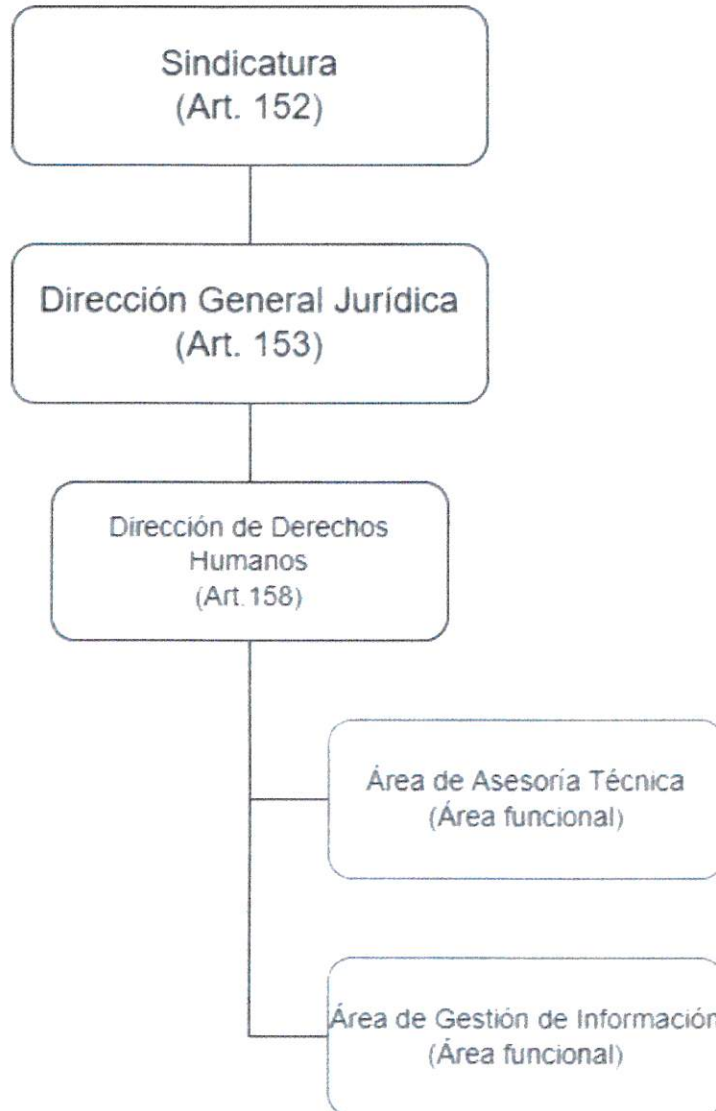 Sindicatura
(Art. 152)
Dirección General Jurídica
(Art. 153)
Dirección de Derechos
Humanos
(Art.158)
Área de Asesoría Técnica
(Área funcional)
Área de Gestión de Información
(Área funcional)